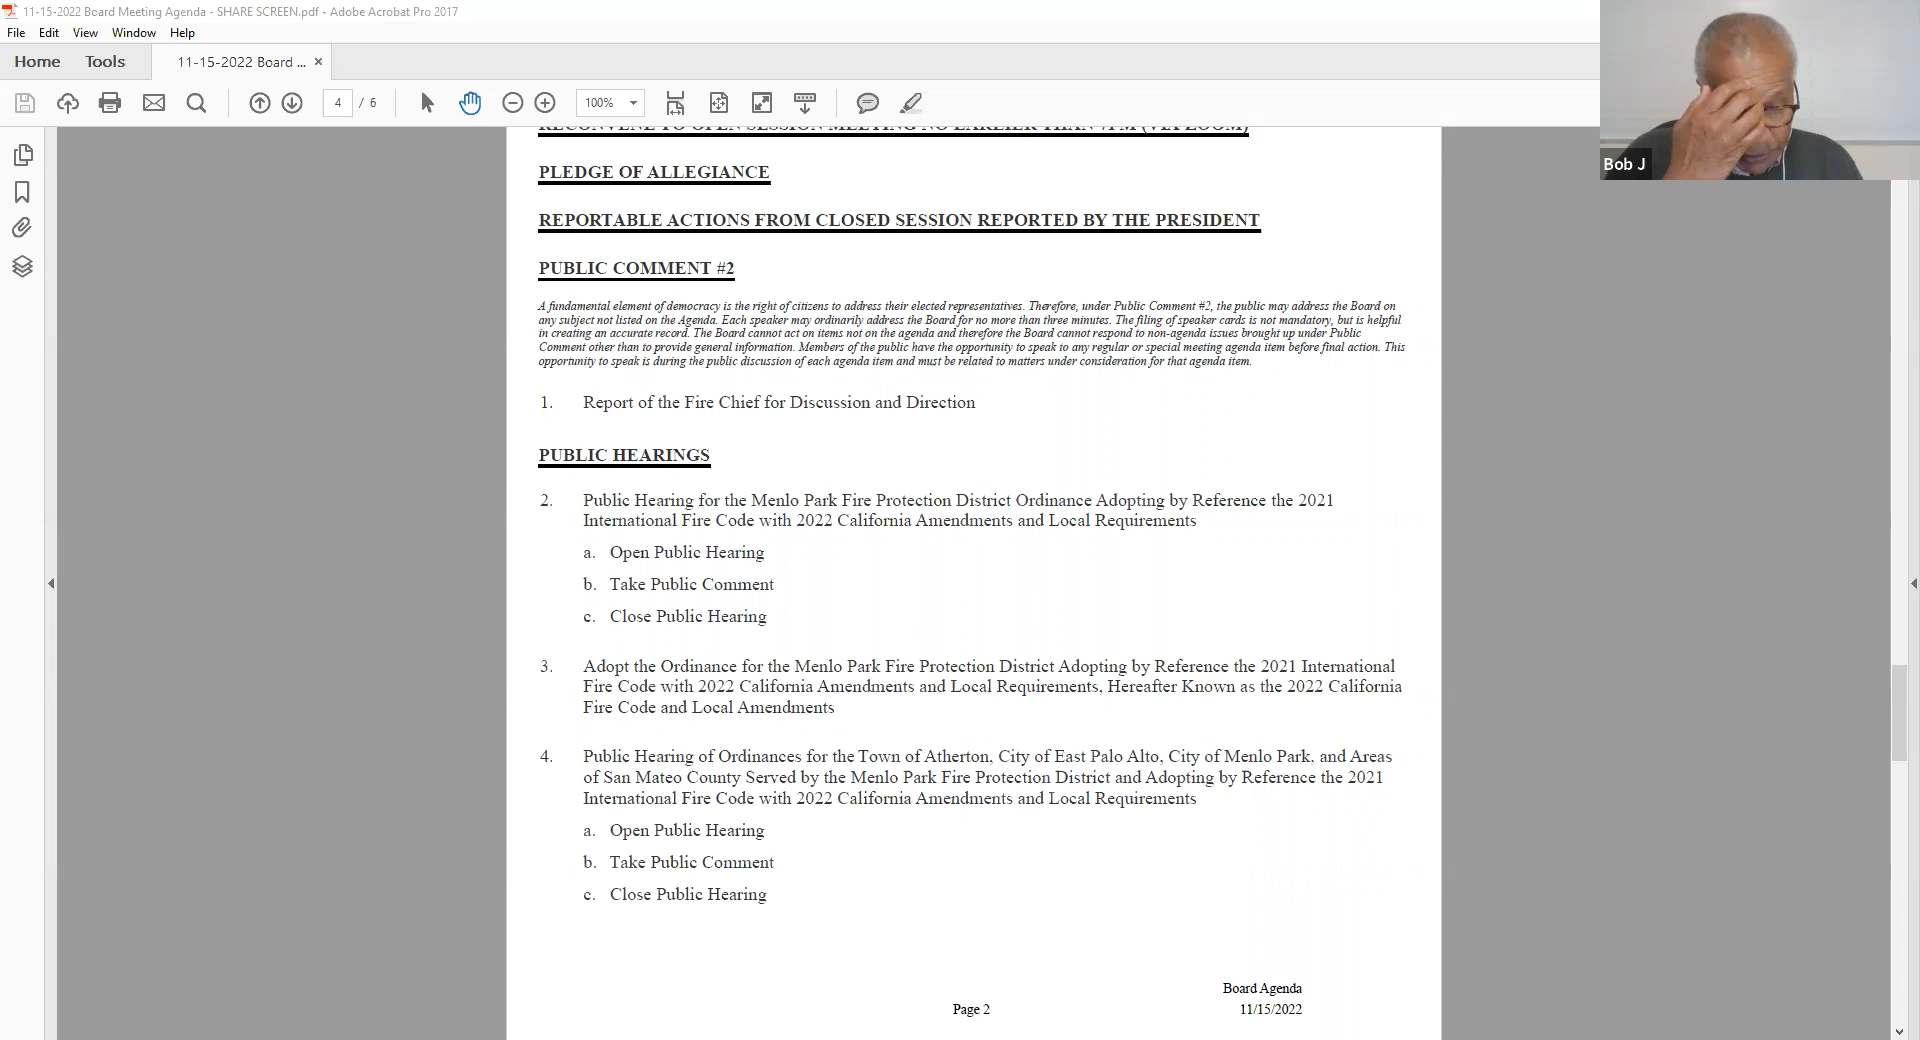 11-15-2022 Board Meeting Agenda - SHARE SCREEN.pdf - Adobe Acrobat Pro 2017
File Edit View Window Help
Home Tools 11-15-2022 Board ... ×
4 / 6 100%
Bob J
RECONVENE TO OPEN SESSION MEETING NO EARLIER THAN 7PM (VIA ZOOM)
PLEDGE OF ALLEGIANCE
REPORTABLE ACTIONS FROM CLOSED SESSION REPORTED BY THE PRESIDENT
PUBLIC COMMENT #2
A fundamental element of democracy is the right of citizens to address their elected representatives. Therefore, under Public Comment #2, the public may address the Board on
any subject not listed on the Agenda. Each speaker may ordinarily address the Board for no more than three minutes. The filing of speaker cards is not mandatory, but is helpful
in creating an accurate record. The Board cannot act on items not on the agenda and therefore the Board cannot respond to non-agenda issues brought up under Public
Comment other than to provide general information. Members of the public have the opportunity to speak to any regular or special meeting agenda item before final action. This
opportunity to speak is during the public discussion of each agenda item and must be related to matters under consideration for that agenda item.
1. Report of the Fire Chief for Discussion and Direction
PUBLIC HEARINGS
2. Public Hearing for the Menlo Park Fire Protection District Ordinance Adopting by Reference the 2021
International Fire Code with 2022 California Amendments and Local Requirements
a. Open Public Hearing
b. Take Public Comment
c. Close Public Hearing
3. Adopt the Ordinance for the Menlo Park Fire Protection District Adopting by Reference the 2021 International
Fire Code with 2022 California Amendments and Local Requirements, Hereafter Known as the 2022 California
Fire Code and Local Amendments
4. Public Hearing of Ordinances for the Town of Atherton, City of East Palo Alto, City of Menlo Park, and Areas
of San Mateo County Served by the Menlo Park Fire Protection District and Adopting by Reference the 2021
International Fire Code with 2022 California Amendments and Local Requirements
a. Open Public Hearing
b. Take Public Comment
c. Close Public Hearing
Board Agenda
Page 2 11/15/2022